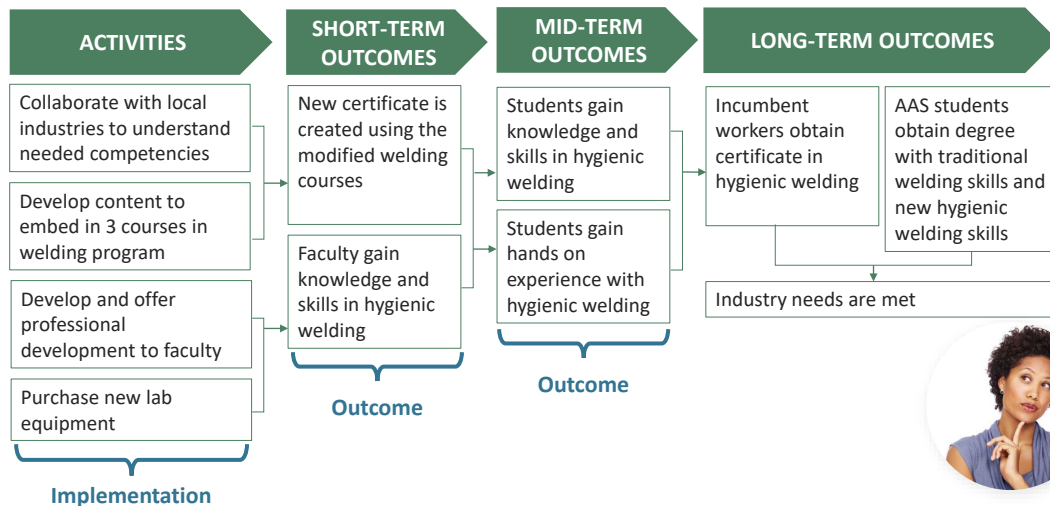 ACTIVITIES
SHORT-TERM
OUTCOMES
MID-TERM
OUTCOMES
LONG-TERM OUTCOMES
Collaborate with local
industries to understand
needed competencies
Develop content to
embed in 3 courses in
welding program
Develop and offer
professional
development to faculty
Purchase new lab
equipment
Implementation
New certificate is
created using the
modified welding
courses
Faculty gain
knowledge and
skills in hygienic
welding
Outcome
Students gain
knowledge and
skills in hygienic
welding
Students gain
hands on
experience with
hygienic welding
Outcome
Incumbent
workers obtain
certificate in
hygienic welding
AAS students
obtain degree
with traditional
welding skills and
new hygienic
welding skills
Industry needs are met